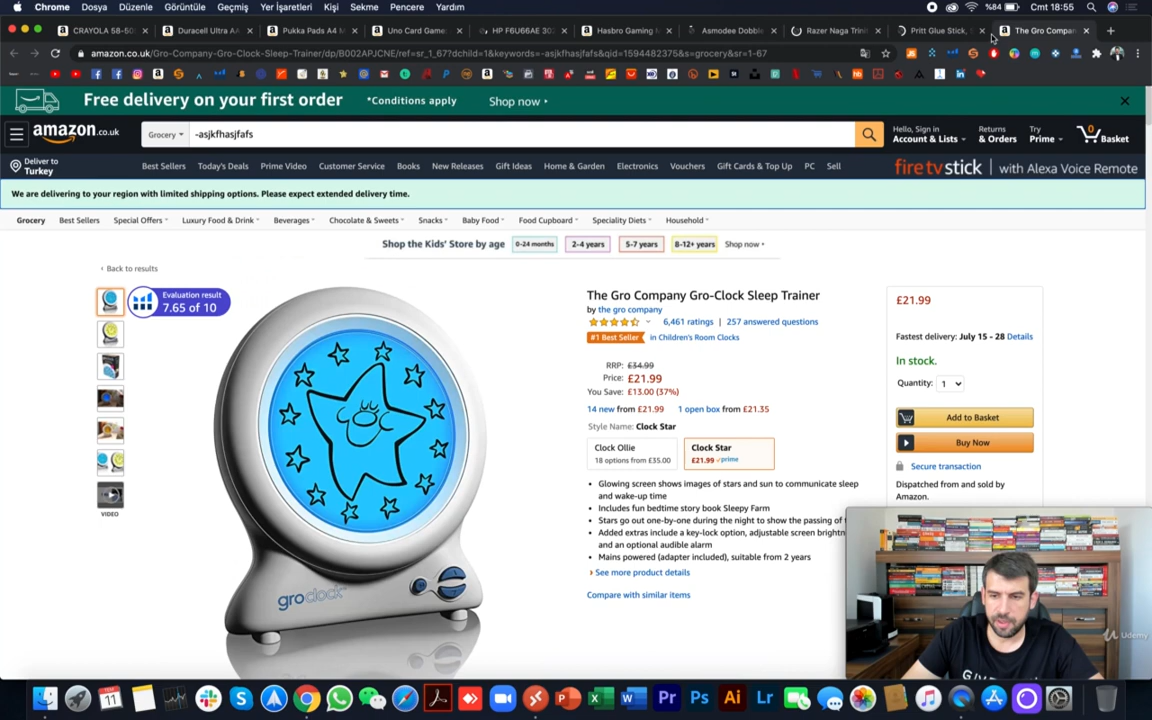 Chrome Dosya Düzenle Görüntüle Geçmiş Yer İşaretleri Kişi Sekme Pencere Yardım %84 Cmt 18:55
CRAYOLA 58-50 Duracell Ultra AA Pukka Pads A4 M Uno Card Game HP F6U66AE 302 Hasbro Gaming Asmodee Dobble Razer Naga Trini Pritt Glue Stick, The Gro Compan
amazon.co.uk/Gro-Company-Gro-Clock-Sleep-Trainer/dp/B002APJCNE/ref=sr_1_67?dchild=1&keywords=-asjkfhasjfafs&qid=1594482375&s=grocery&sr=1-67
Free delivery on your first order *Conditions apply Shop now
amazon.co.uk Grocery -asjkfhasjfafs
Hello, Sign in
Account & Lists
Returns
& Orders
Try
Prime
0
Basket
Deliver to
Turkey
Best Sellers Today's Deals Prime Video Customer Service Books New Releases Gift Ideas Home & Garden Electronics Vouchers Gift Cards & Top Up PC Sell
fire tv stick | with Alexa Voice Remote
We are delivering to your region with limited shipping options. Please expect extended delivery time.
Grocery Best Sellers Special Offers Luxury Food & Drink Beverages Chocolate & Sweets Snacks Baby Food Food Cupboard Speciality Diets Household
Shop the Kids' Store by age 0-24 months 2-4 years 5-7 years 8-12+ years Shop now
‹ Back to results
Evaluation result
7.65 of 10
VIDEO
groclock
The Gro Company Gro-Clock Sleep Trainer
by the gro company
6,461 ratings | 257 answered questions
#1 Best Seller in Children's Room Clocks
RRP: £34.99
Price: £21.99
You Save: £13.00 (37%)
14 new from £21.99 1 open box from £21.35
Style Name: Clock Star
Clock Ollie
18 options from £35.00
Clock Star
£21.99 prime
• Glowing screen shows images of stars and sun to communicate sleep
and wake-up time
• Includes fun bedtime story book Sleepy Farm
• Stars go out one-by-one during the night to show the passing of
• Added extras include a key-lock option, adjustable screen brightn
and an optional audible alarm
• Mains powered (adapter included), suitable from 2 years
› See more product details
Compare with similar items
£21.99
Fastest delivery: July 15 - 28 Details
In stock.
Quantity: 1
Add to Basket
Buy Now
Secure transaction
Dispatched from and sold by
Amazon.
Udemy